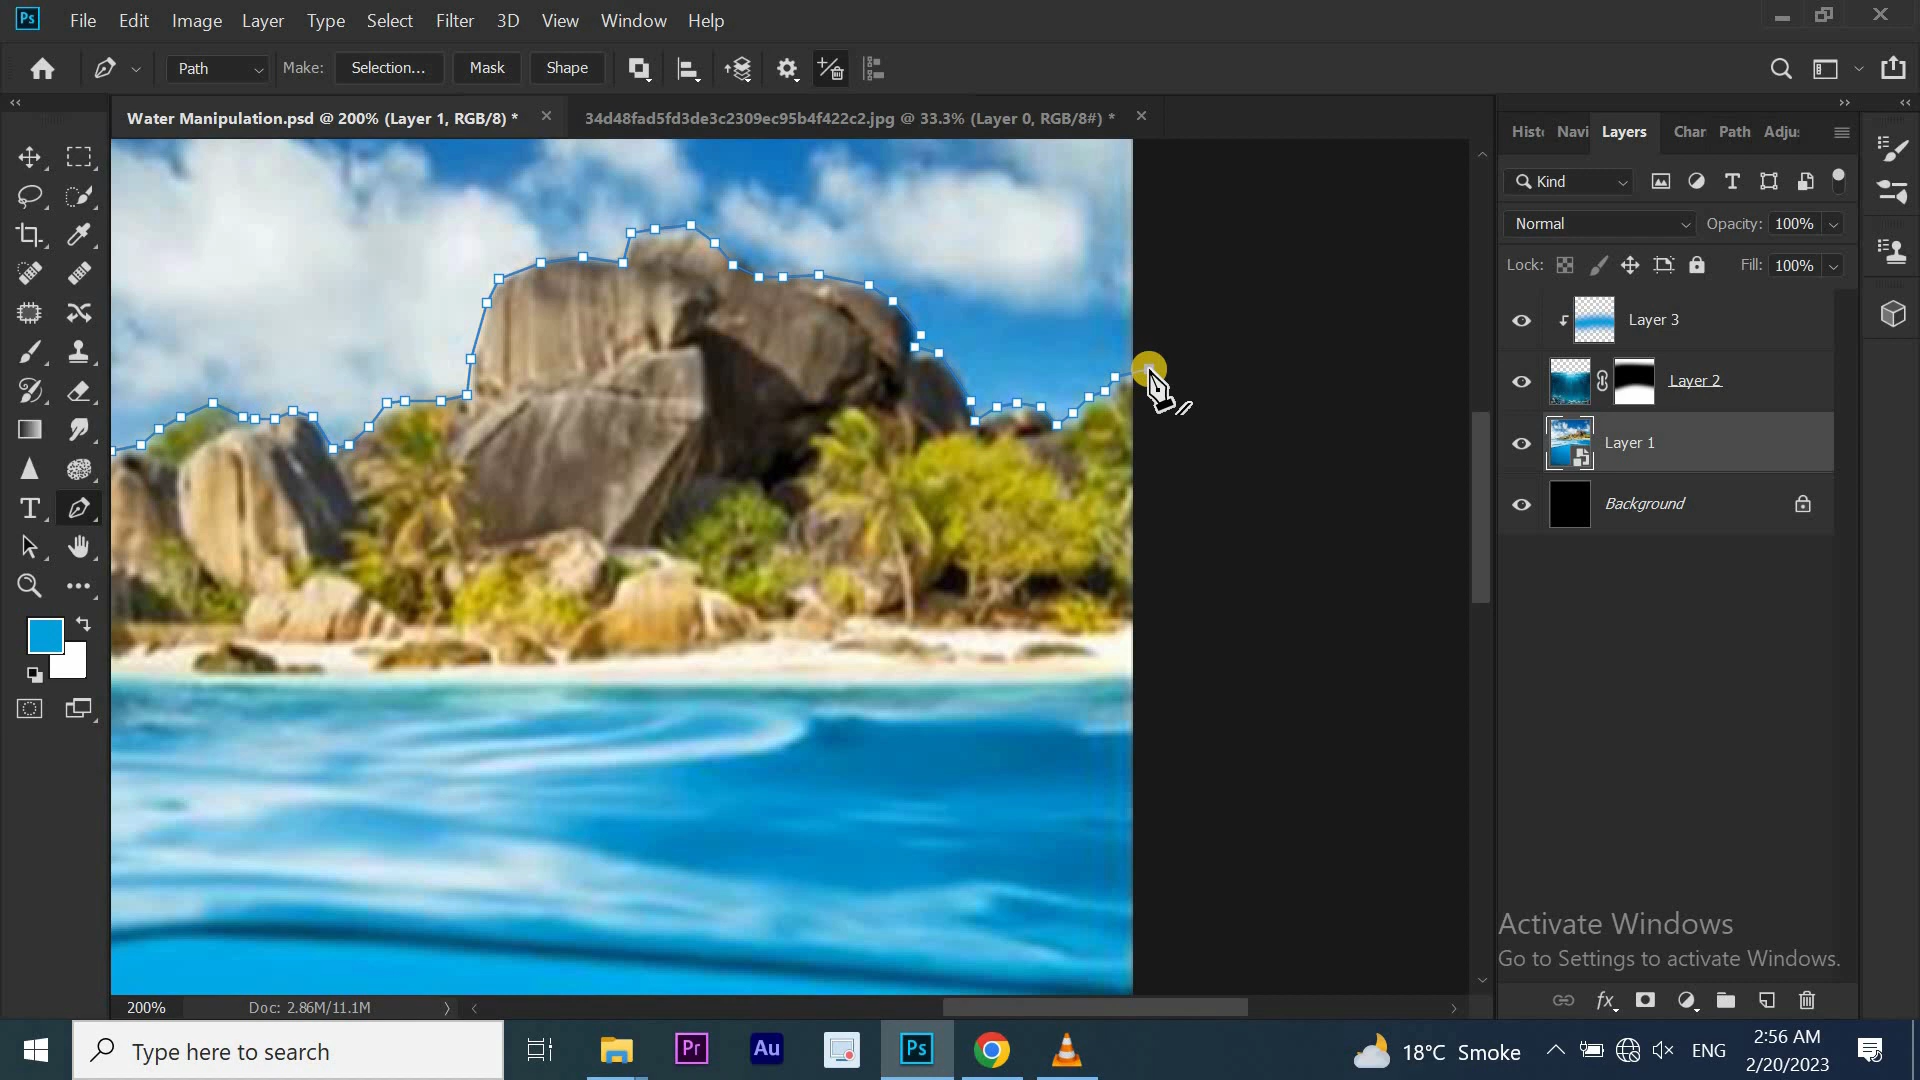 Ps File Edit Image Layer Type Select Filter 3D View Window Help
Path Make: Selection... Mask Shape
Water Manipulation.psd @ 200% (Layer 1, RGB/8) *
34d48fad5fd3de3c2309ec95b4f422c2.jpg @ 33.3% (Layer 0, RGB/8#) *
Hist Navi Layers Char Path Adju:
Kind
Normal Opacity: 100%
Lock: Fill: 100%
Layer 3
Layer 2
Layer 1
Background
Activate Windows
Go to Settings to activate Windows.
200% Doc: 2.86M/11.1M
Type here to search
Pr Au Ps
18°C Smoke
ENG
2:56 AM
2/20/2023